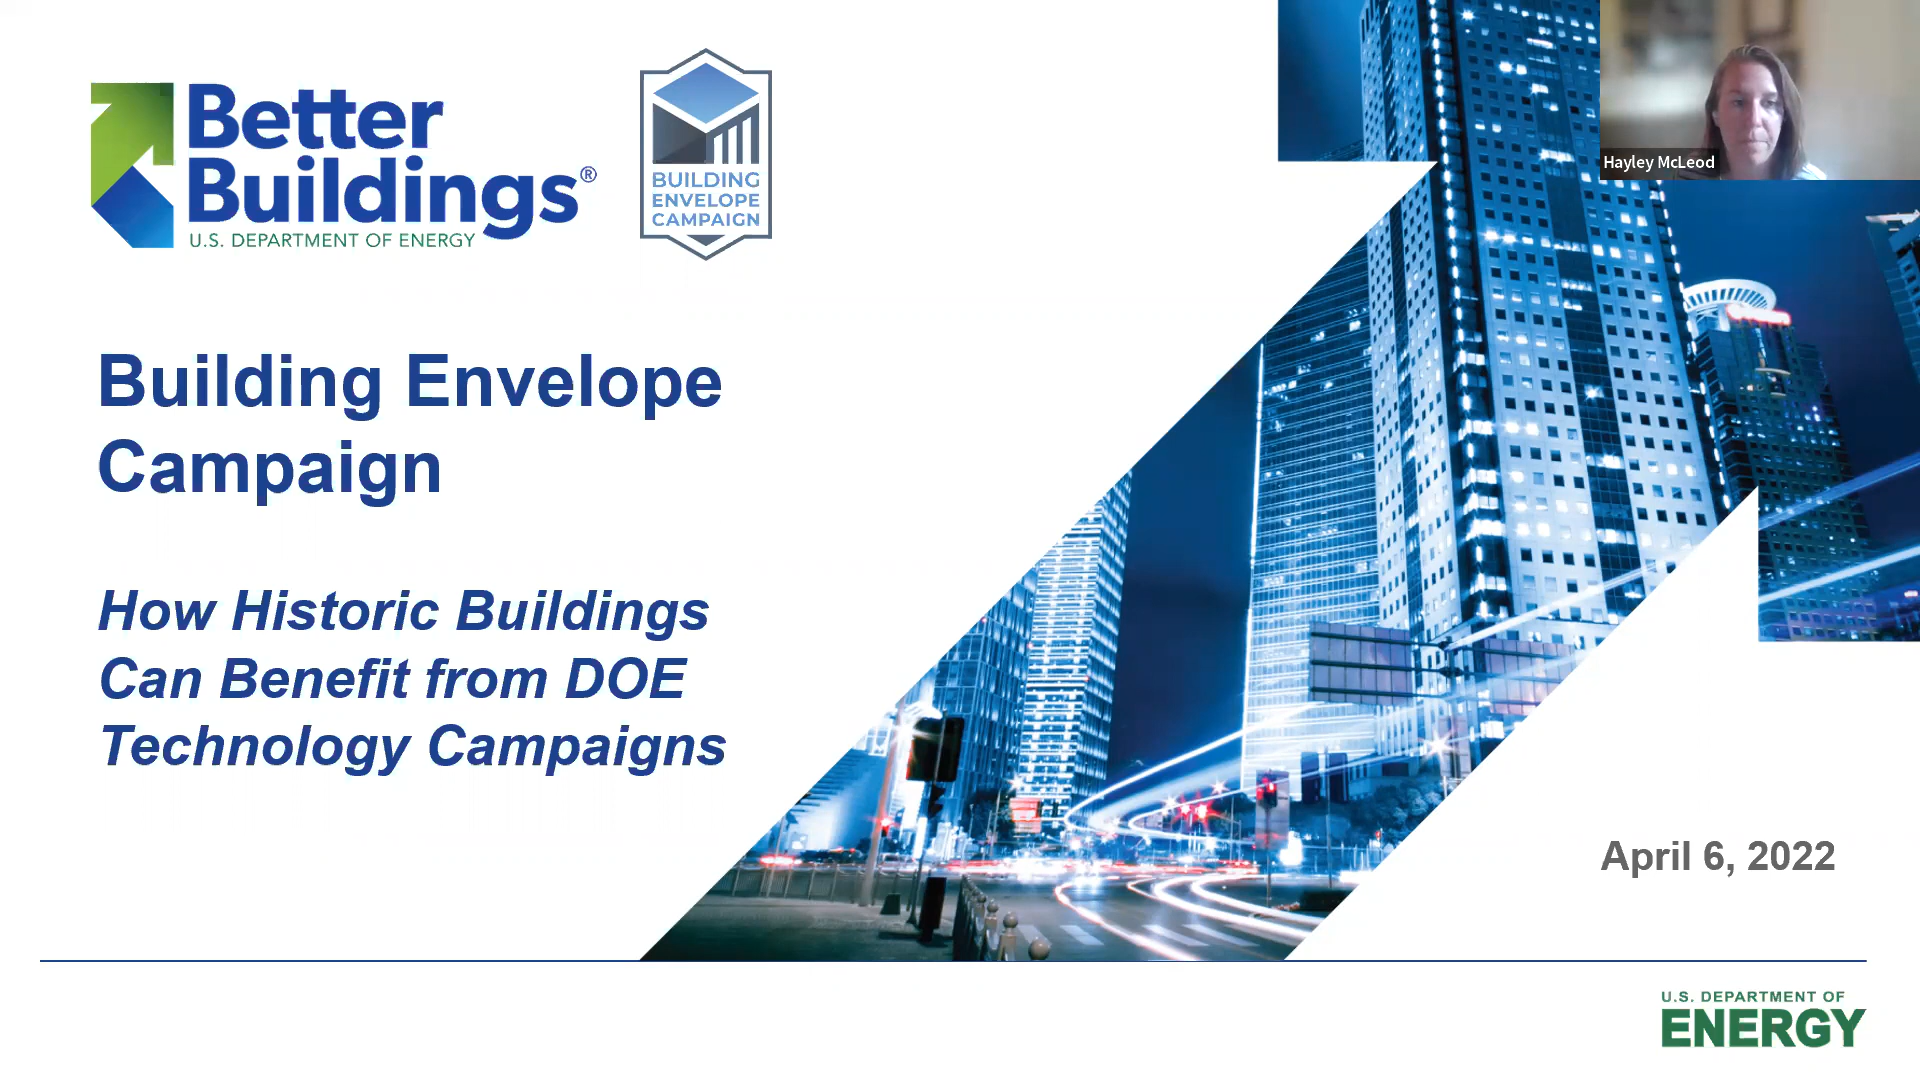 Better
Buildings®
U.S. DEPARTMENT OF ENERGY
BUILDING
ENVELOPE
CAMPAIGN
Hayley McLeod
Building Envelope
Campaign
How Historic Buildings
Can Benefit from DOE
Technology Campaigns
April 6, 2022
U.S. DEPARTMENT OF
ENERGY